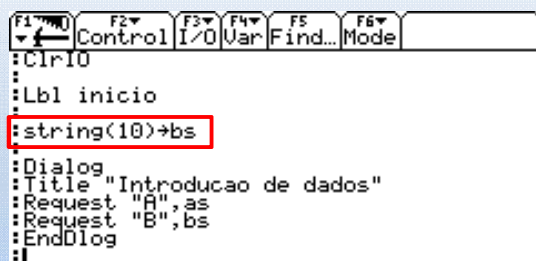 F1 F2 F3 F4 F5 F6
Control I/O Var Find… Mode
:ClrIO
:
:Lbl inicio
:
:string(10)→bs
:
:Dialog
:Title "Introducao de dados"
:Request "A",as
:Request "B",bs
:EndDlog
: